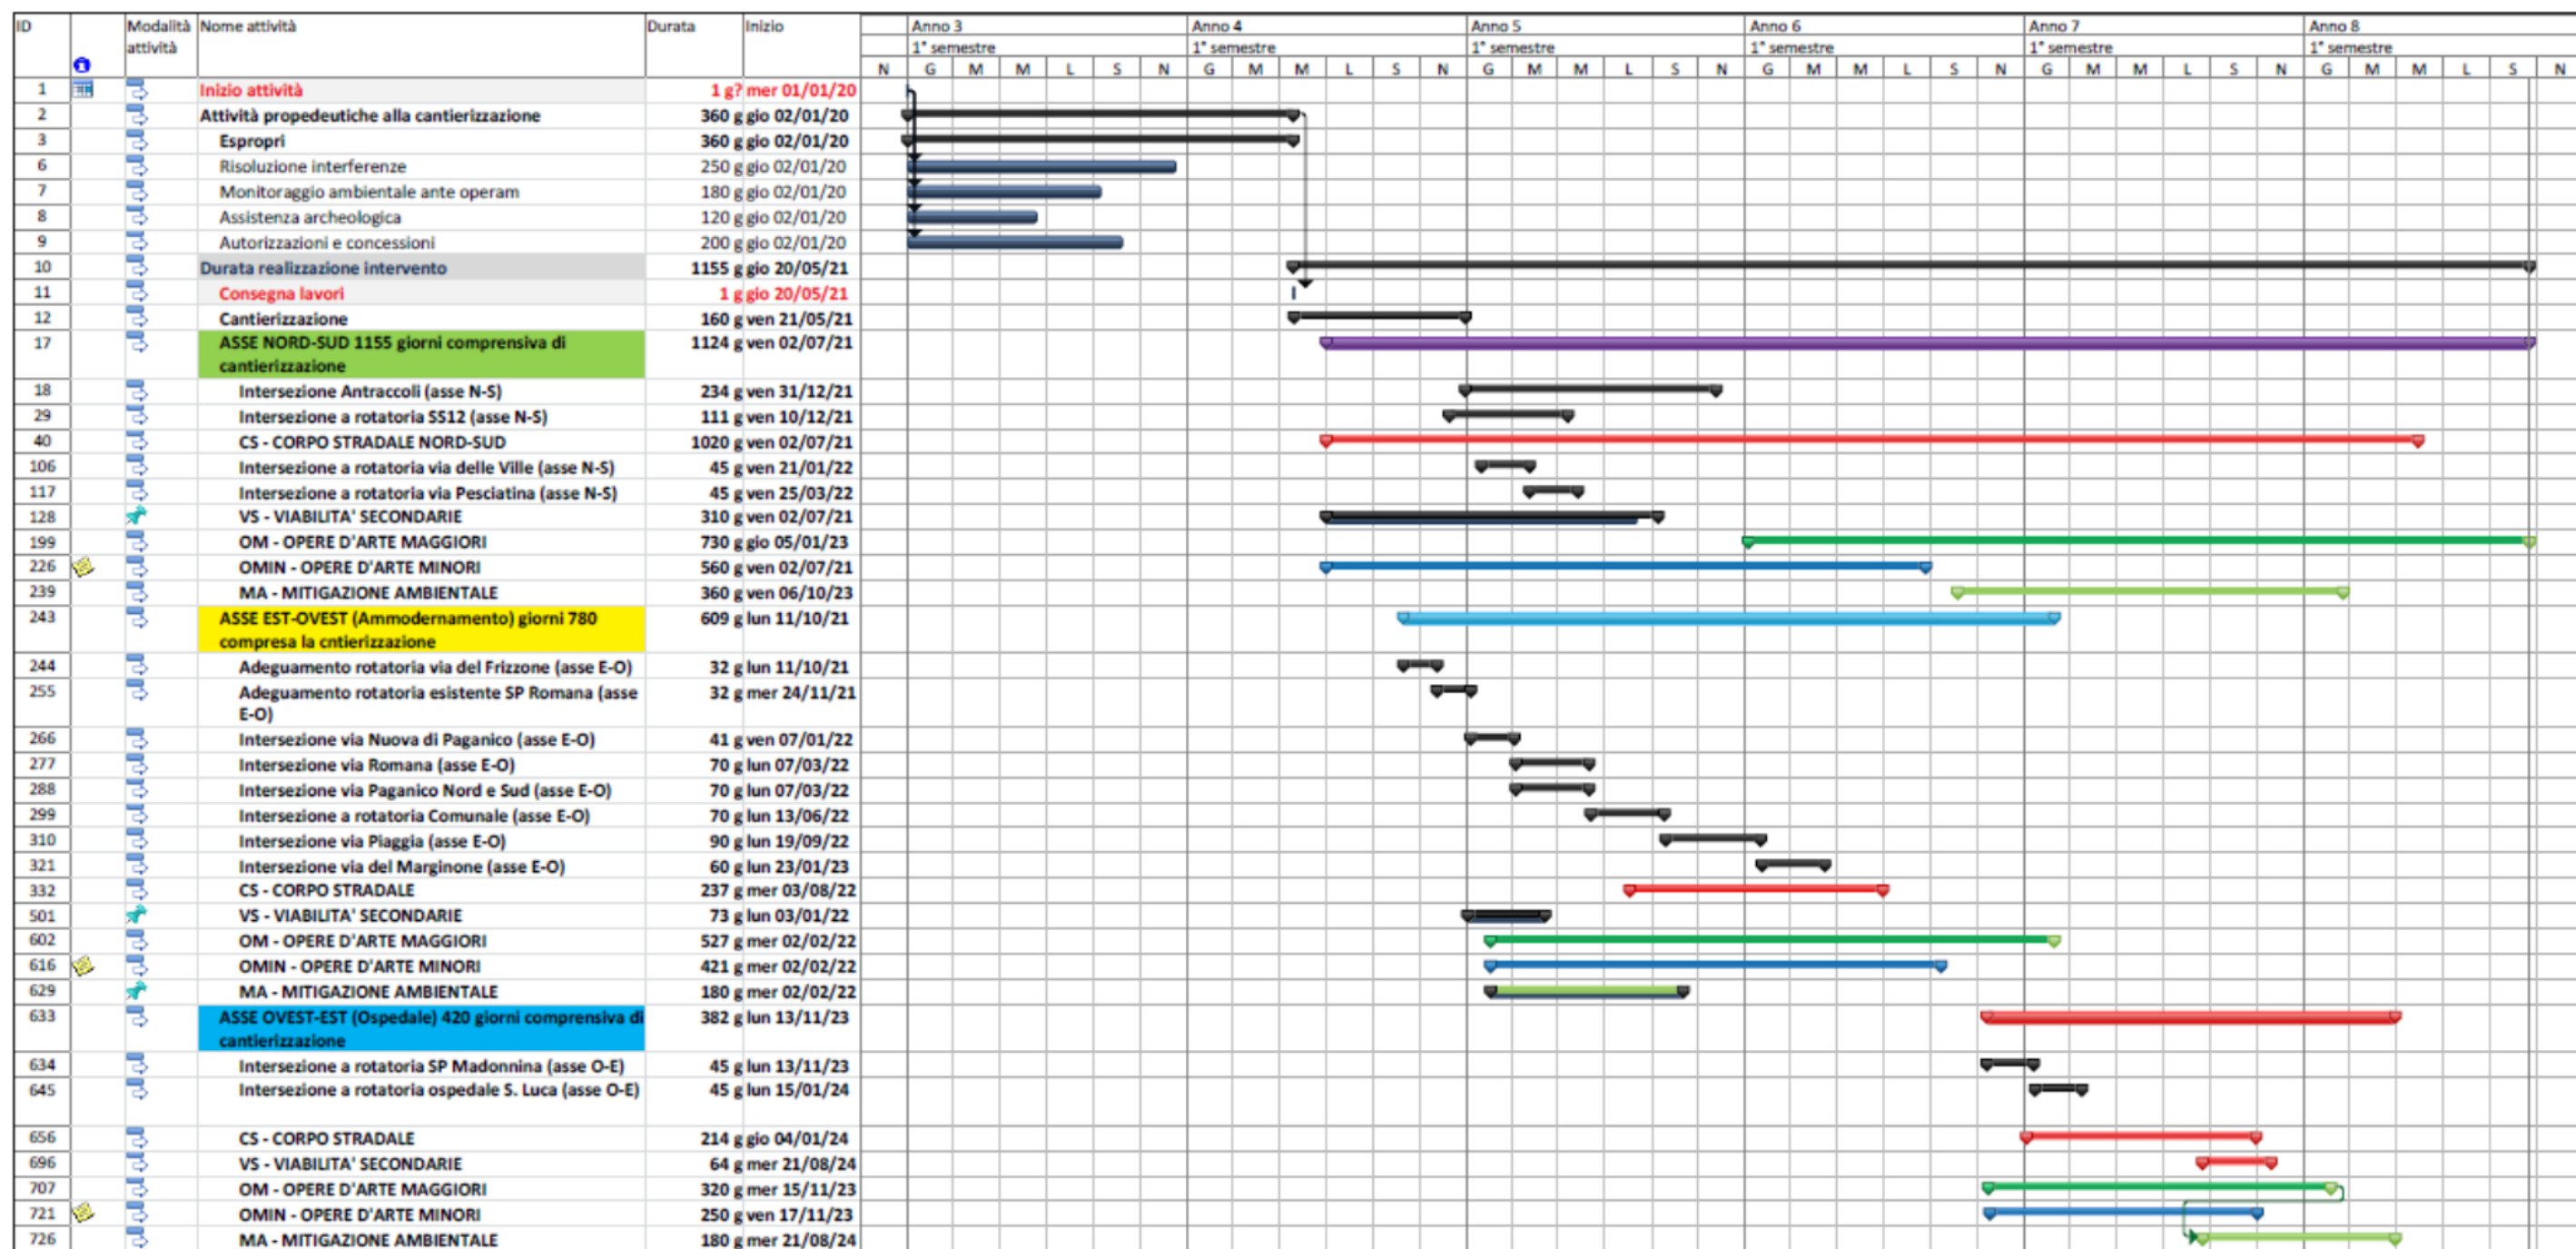 ID Modalità attività Nome attività Durata Inizio Anno 3 Anno 4 Anno 5 Anno 6 Anno 7 Anno 8
1° semestre 1° semestre 1° semestre 1° semestre 1° semestre 1° semestre
N G M M L S N G M M L S N G M M L S N G M M L S N G M M L S N G M M L S N
1 Inizio attività 1 g? mer 01/01/20
2 Attività propedeutiche alla cantierizzazione 360 g gio 02/01/20
3 Espropri 360 g gio 02/01/20
6 Risoluzione interferenze 250 g gio 02/01/20
7 Monitoraggio ambientale ante operam 180 g gio 02/01/20
8 Assistenza archeologica 120 g gio 02/01/20
9 Autorizzazioni e concessioni 200 g gio 02/01/20
10 Durata realizzazione intervento 1155 g gio 20/05/21
11 Consegna lavori 1 g gio 20/05/21
12 Cantierizzazione 160 g ven 21/05/21
17 ASSE NORD-SUD 1155 giorni comprensiva di 1124 g ven 02/07/21
cantierizzazione
18 Intersezione Antraccoli (asse N-S) 234 g ven 31/12/21
29 Intersezione a rotatoria SS12 (asse N-S) 111 g ven 10/12/21
40 CS - CORPO STRADALE NORD-SUD 1020 g ven 02/07/21
106 Intersezione a rotatoria via delle Ville (asse N-S) 45 g ven 21/01/22
117 Intersezione a rotatoria via Pesciatina (asse N-S) 45 g ven 25/03/22
128 VS - VIABILITA' SECONDARIE 310 g ven 02/07/21
199 OM - OPERE D'ARTE MAGGIORI 730 g gio 05/01/23
226 OMIN - OPERE D'ARTE MINORI 560 g ven 02/07/21
239 MA - MITIGAZIONE AMBIENTALE 360 g ven 06/10/23
243 ASSE EST-OVEST (Ammodernamento) giorni 780 609 g lun 11/10/21
compresa la cntierizzazione
244 Adeguamento rotatoria via del Frizzone (asse E-O) 32 g lun 11/10/21
255 Adeguamento rotatoria esistente SP Romana (asse 32 g mer 24/11/21
E-O)
266 Intersezione via Nuova di Paganico (asse E-O) 41 g ven 07/01/22
277 Intersezione via Romana (asse E-O) 70 g lun 07/03/22
288 Intersezione via Paganico Nord e Sud (asse E-O) 70 g lun 07/03/22
299 Intersezione a rotatoria Comunale (asse E-O) 70 g lun 13/06/22
310 Intersezione via Piaggia (asse E-O) 90 g lun 19/09/22
321 Intersezione via del Marginone (asse E-O) 60 g lun 23/01/23
332 CS - CORPO STRADALE 237 g mer 03/08/22
501 VS - VIABILITA' SECONDARIE 73 g lun 03/01/22
602 OM - OPERE D'ARTE MAGGIORI 527 g mer 02/02/22
616 OMIN - OPERE D'ARTE MINORI 421 g mer 02/02/22
629 MA - MITIGAZIONE AMBIENTALE 180 g mer 02/02/22
633 ASSE OVEST-EST (Ospedale) 420 giorni comprensiva di 382 g lun 13/11/23
cantierizzazione
634 Intersezione a rotatoria SP Madonnina (asse O-E) 45 g lun 13/11/23
645 Intersezione a rotatoria ospedale S. Luca (asse O-E) 45 g lun 15/01/24
656 CS - CORPO STRADALE 214 g gio 04/01/24
696 VS - VIABILITA' SECONDARIE 64 g mer 21/08/24
707 OM - OPERE D'ARTE MAGGIORI 320 g mer 15/11/23
721 OMIN - OPERE D'ARTE MINORI 250 g ven 17/11/23
726 MA - MITIGAZIONE AMBIENTALE 180 g mer 21/08/24